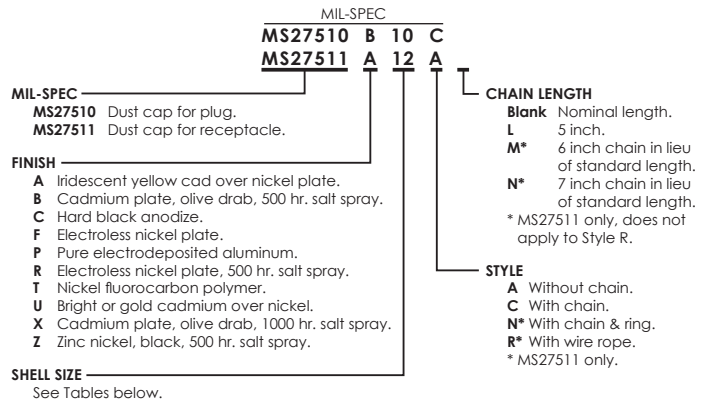 MIL-SPEC
MS27510 B 10 C
MS27511 A 12 A
MIL-SPEC
MS27510 Dust cap for plug.
MS27511 Dust cap for receptacle.
FINISH
A Iridescent yellow cad over nickel plate.
B Cadmium plate, olive drab, 500 hr. salt spray.
C Hard black anodize.
F Electroless nickel plate.
P Pure electrodeposited aluminum.
R Electroless nickel plate, 500 hr. salt spray.
T Nickel fluorocarbon polymer.
U Bright or gold cadmium over nickel.
X Cadmium plate, olive drab, 1000 hr. salt spray.
Z Zinc nickel, black, 500 hr. salt spray.
SHELL SIZE
See Tables below.
CHAIN LENGTH
Blank Nominal length.
L 5 inch.
M* 6 inch chain in lieu
of standard length.
N* 7 inch chain in lieu
of standard length.
* MS27511 only, does not
apply to Style R.
STYLE
A Without chain.
C With chain.
N* With chain & ring.
R* With wire rope.
* MS27511 only.